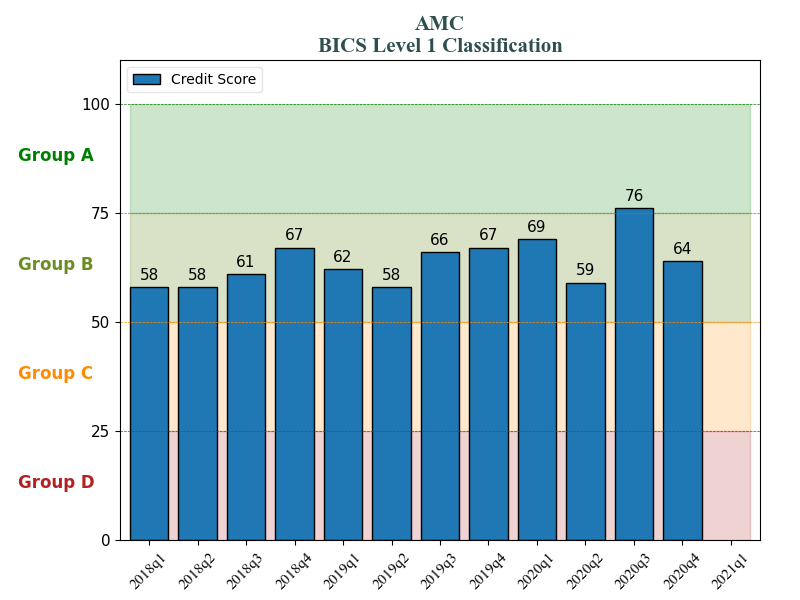 AMC
BICS Level 1 Classification
Credit Score
100
Group A
75
Group B
50
Group C
25
Group D
0
58
58
61
67
62
58
66
67
69
59
76
64
2018q1
2018q2
2018q3
2018q4
2019q1
2019q2
2019q3
2019q4
2020q1
2020q2
2020q3
2020q4
2021q1